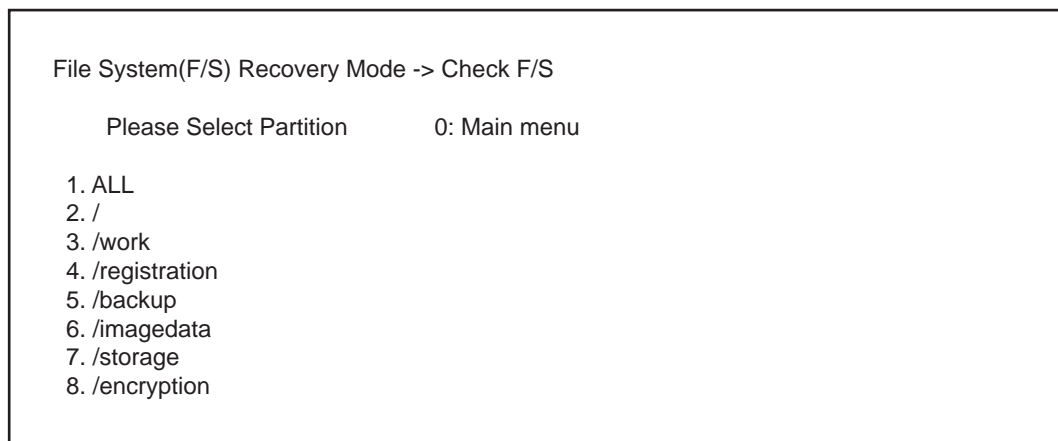 File System(F/S) Recovery Mode -> Check F/S
Please Select Partition 0: Main menu
1. ALL
2. /
3. /work
4. /registration
5. /backup
6. /imagedata
7. /storage
8. /encryption